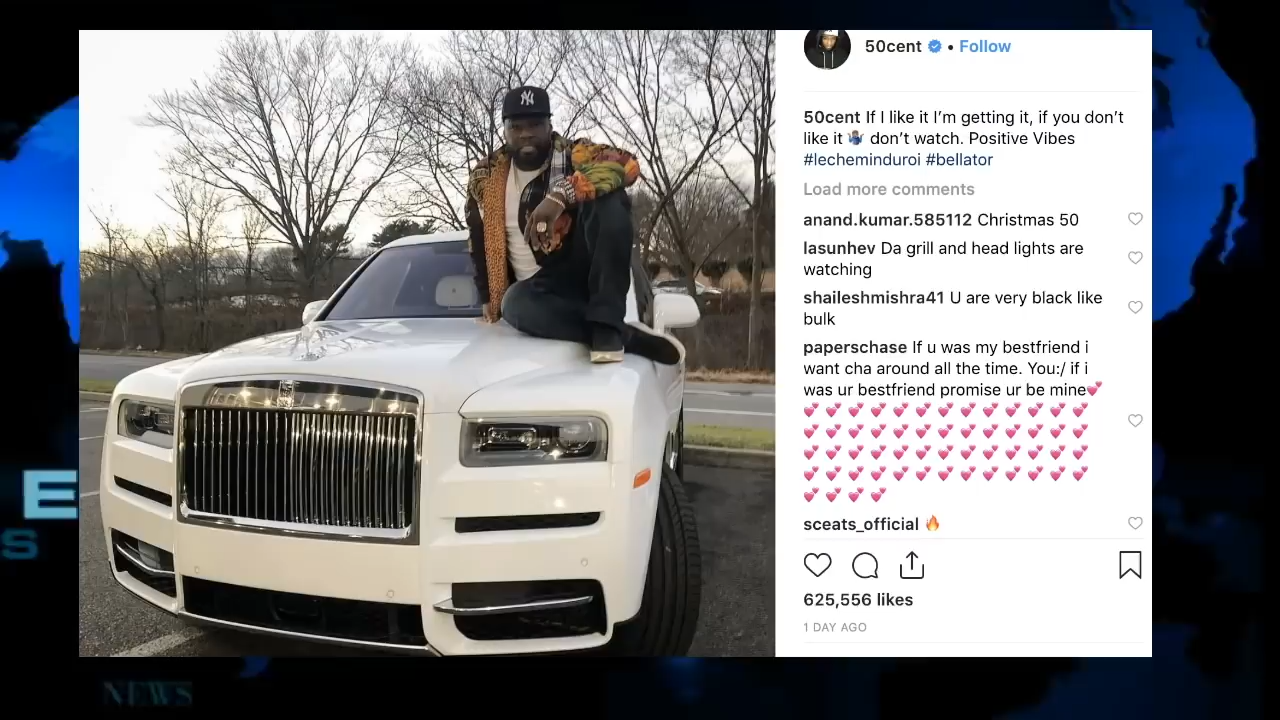 50cent • Follow
50cent If I like it I'm getting it, if you don't
like it 🤷🏿‍♂️ don't watch. Positive Vibes
#lecheminduroi #bellator
Load more comments
anand.kumar.585112 Christmas 50
lasunhev Da grill and head lights are
watching
shaileshmishra41 U are very black like
bulk
paperschase If u was my bestfriend i
want cha around all the time. You:/ if i
was ur bestfriend promise ur be mine💕
💕💕💕💕💕💕💕💕💕💕💕💕💕
💕💕💕💕💕💕💕💕💕💕💕💕💕
💕💕💕💕💕💕💕💕💕💕💕💕💕
💕💕💕💕💕💕💕💕💕💕💕💕💕
💕💕💕💕
sceats_official 🔥
625,556 likes
1 DAY AGO
NY
E
S
NEWS